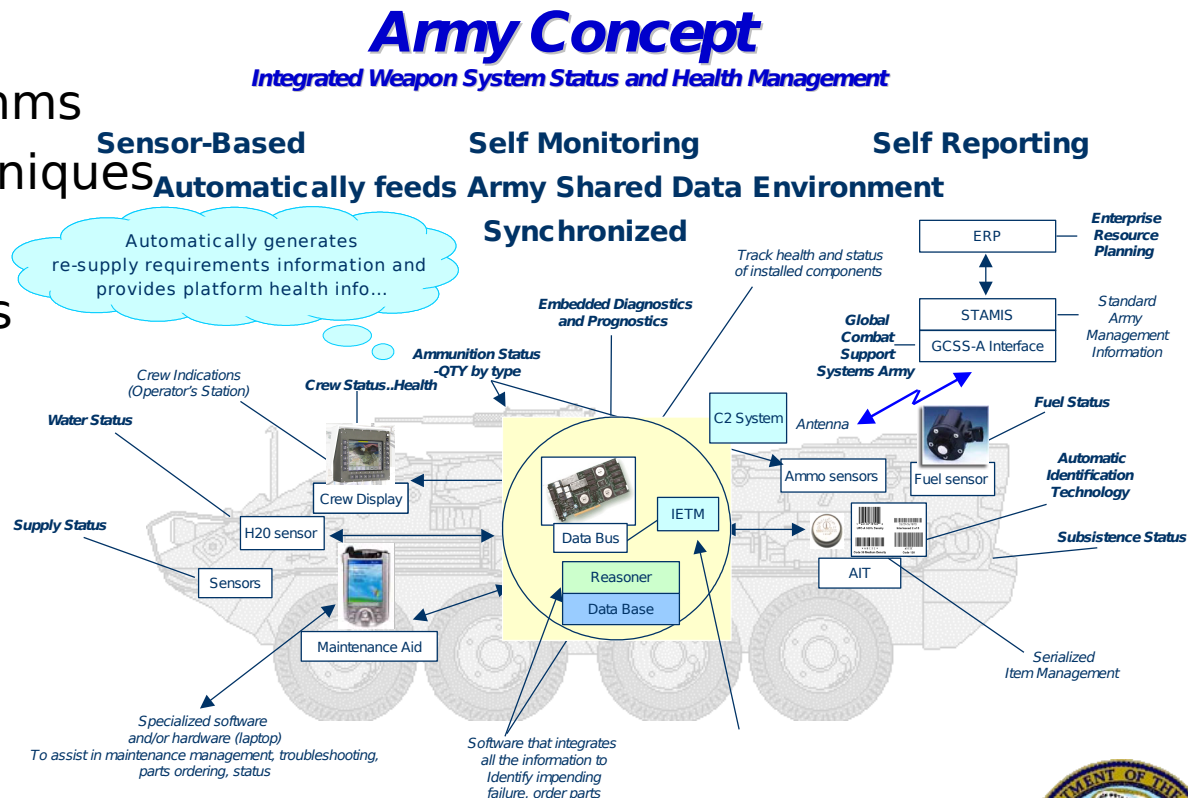 Army Concept
Integrated Weapon System Status and Health Management
Sensor-Based
Self Monitoring
Self Reporting
niques
Automatically feeds Army Shared Data Environment
Synchronized
Automatically generates
re-supply requirements information and
provides platform health info...
Track health and status
of installed components
ERP
Enterprise
Resource
Planning
Embedded Diagnostics
and Prognostics
STAMIS
GCSS-A Interface
Standard
Army
Management
Information
Global
Combat
Support
Systems Army
Ammunition Status
-QTY by type
Crew Indications
(Operator's Station)
Crew Status..Health
Water Status
C2 System
Antenna
Fuel Status
Crew Display
Ammo sensors
Fuel sensor
Automatic
Identification
Technology
Supply Status
H20 sensor
Data Bus
IETM
Subsistence Status
Sensors
Reasoner
Data Base
AIT
Maintenance Aid
Serialized
Item Management
Specialized software
and/or hardware (laptop)
To assist in maintenance management, troubleshooting,
parts ordering, status
Software that integrates
all the information to
Identify impending
failure, order parts
MENT OF THE